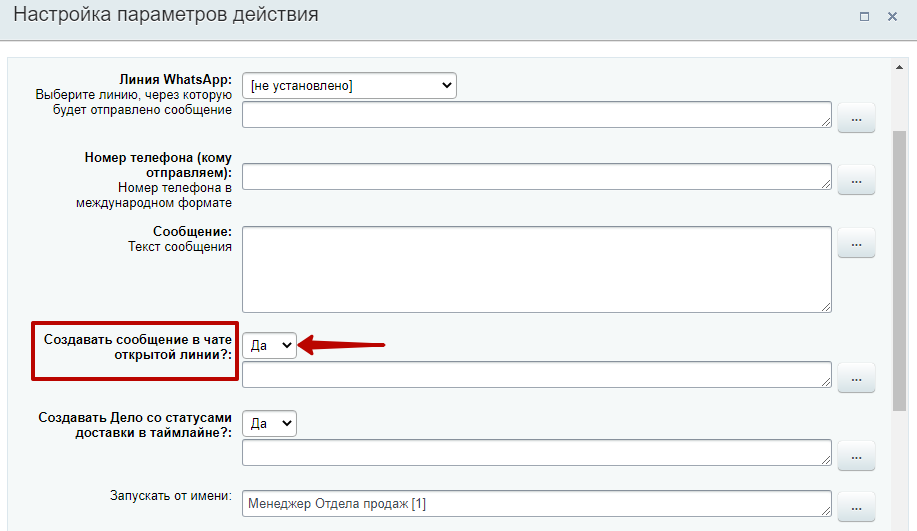 Настройка параметров действия
Линия WhatsApp:
[не установлено]
Выберите линию, через которую
будет отправлено сообщение
...
Номер телефона (кому
отправляем):
Номер телефона в
международном формате
...
Сообщение:
Текст сообщения
...
Создавать сообщение в чате
открытой линии?:
Да
...
Создавать Дело со статусами
доставки в таймлайне?:
Да
...
Запускать от имени:
Менеджер Отдела продаж [1]
...